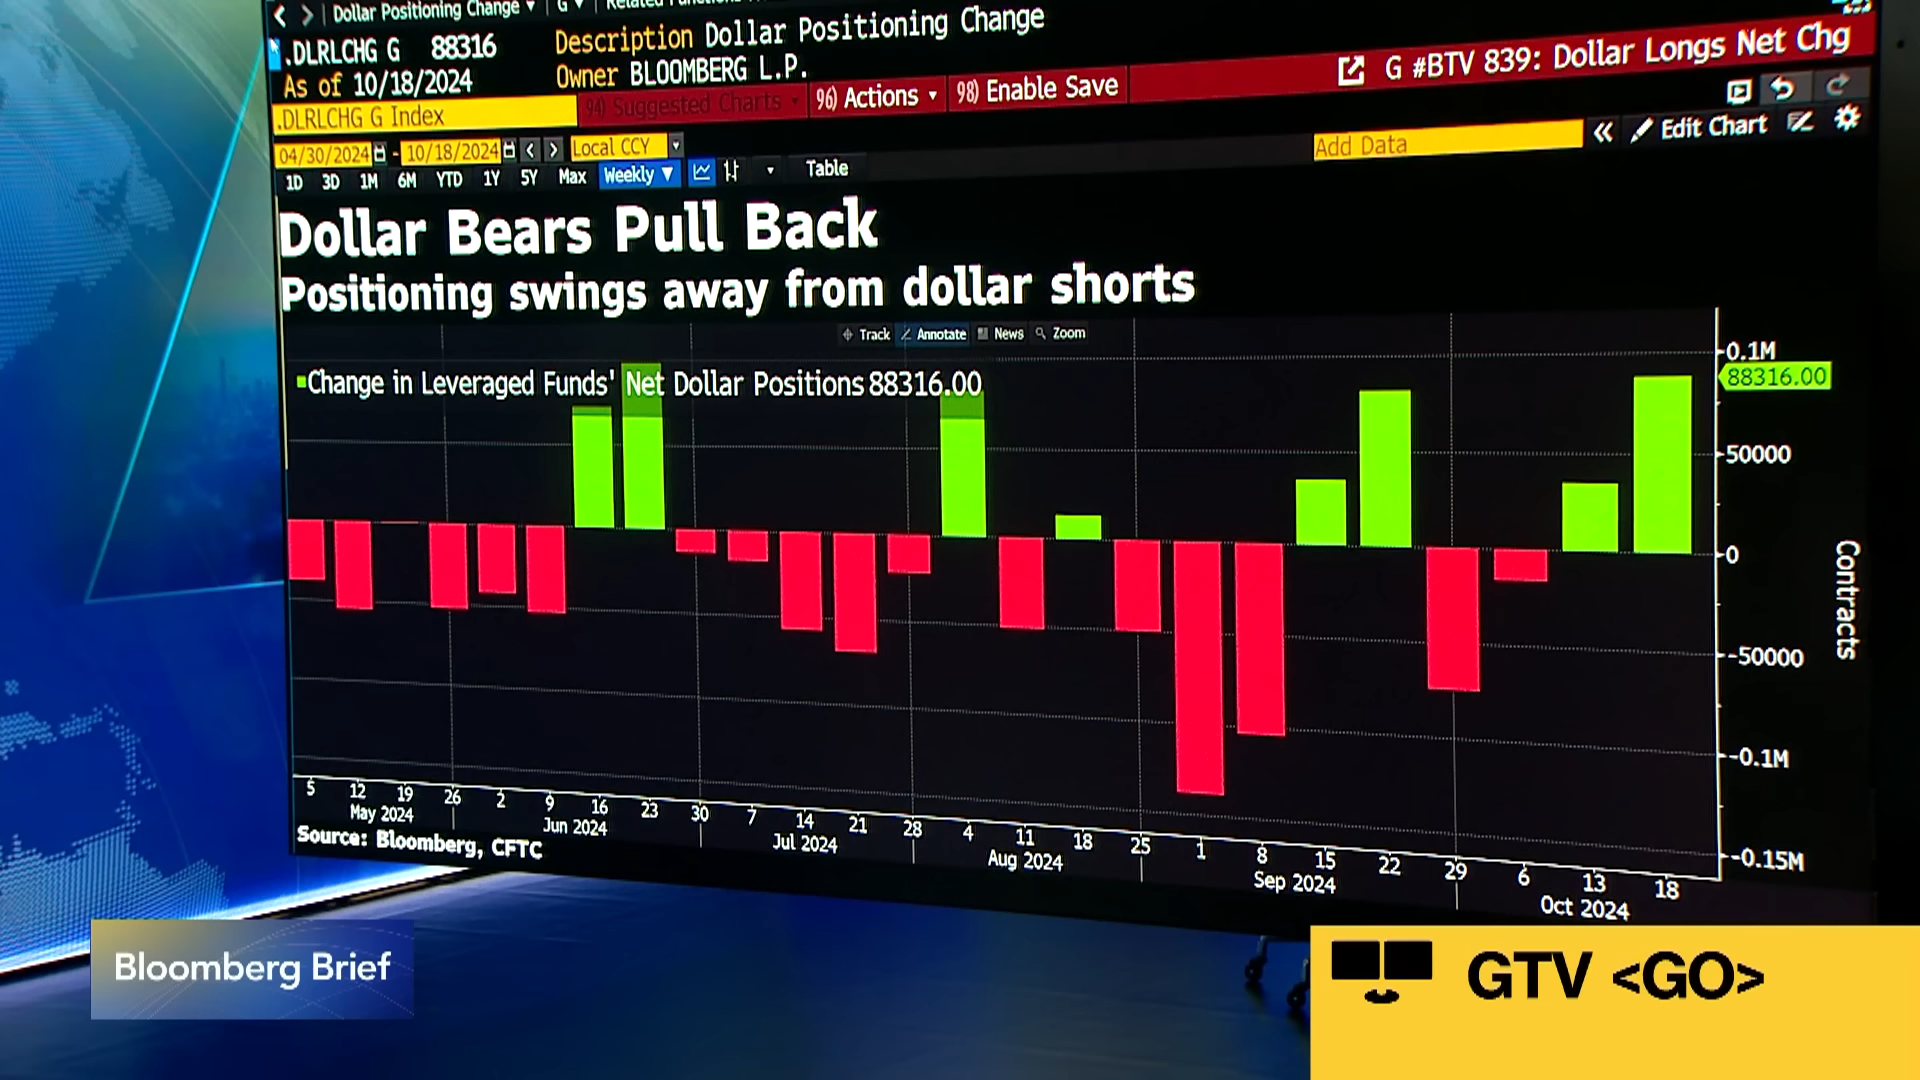 Dollar Positioning Change
G
.DLRLCHG G 88316
Description Dollar Positioning Change
As of 10/18/2024
Owner BLOOMBERG L.P.
G #BTV 839: Dollar Longs Net Chg
.DLRLCHG G Index
94) Suggested Charts
96) Actions
98) Enable Save
04/30/2024 - 10/18/2024
Local CCY
Add Data
Edit Chart
1D 3D 1M 6M YTD 1Y 5Y Max Weekly Table
Dollar Bears Pull Back
Positioning swings away from dollar shorts
Track Annotate News Zoom
Change in Leveraged Funds' Net Dollar Positions 88316.00
0.1M
88316.00
50000
0
-50000
-0.1M
-0.15M
Contracts
5 12 19 26 2 9 16 23 30 7 14 21 28 4 11 18 25 1 8 15 22 29 6 13 18
May 2024 Jun 2024 Jul 2024 Aug 2024 Sep 2024 Oct 2024
Source: Bloomberg, CFTC
Bloomberg Brief
GTV <GO>